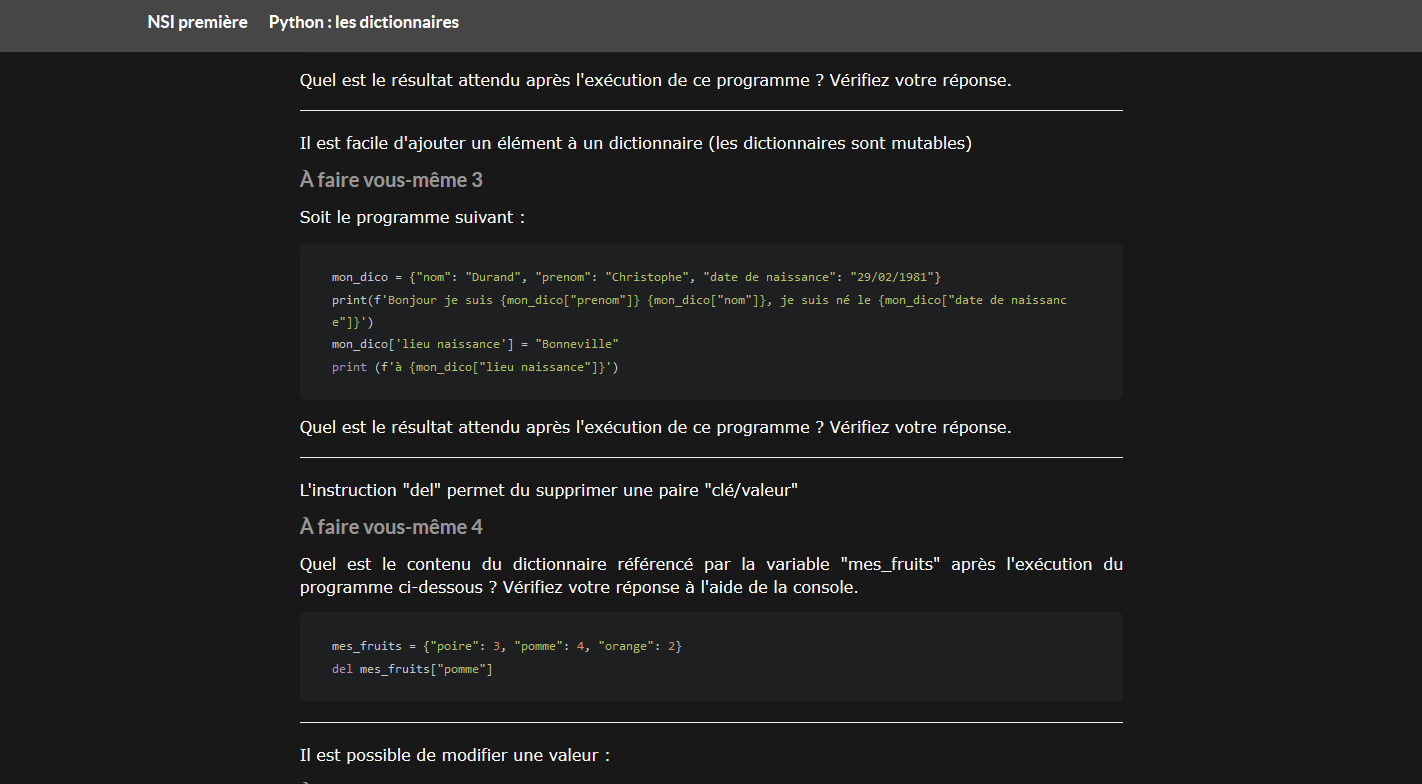 NSI première Python : les dictionnaires
Quel est le résultat attendu après l'exécution de ce programme ? Vérifiez votre réponse.
Il est facile d'ajouter un élément à un dictionnaire (les dictionnaires sont mutables)
À faire vous-même 3
Soit le programme suivant :
mon_dico = {"nom": "Durand", "prenom": "Christophe", "date de naissance": "29/02/1981"}
print(f'Bonjour je suis {mon_dico["prenom"]} {mon_dico["nom"]}, je suis né le {mon_dico["date de naissanc
e"]}')
mon_dico['lieu naissance'] = "Bonneville"
print (f'à {mon_dico["lieu naissance"]}')
Quel est le résultat attendu après l'exécution de ce programme ? Vérifiez votre réponse.
L'instruction "del" permet du supprimer une paire "clé/valeur"
À faire vous-même 4
Quel est le contenu du dictionnaire référencé par la variable "mes_fruits" après l'exécution du
programme ci-dessous ? Vérifiez votre réponse à l'aide de la console.
mes_fruits = {"poire": 3, "pomme": 4, "orange": 2}
del mes_fruits["pomme"]
Il est possible de modifier une valeur :